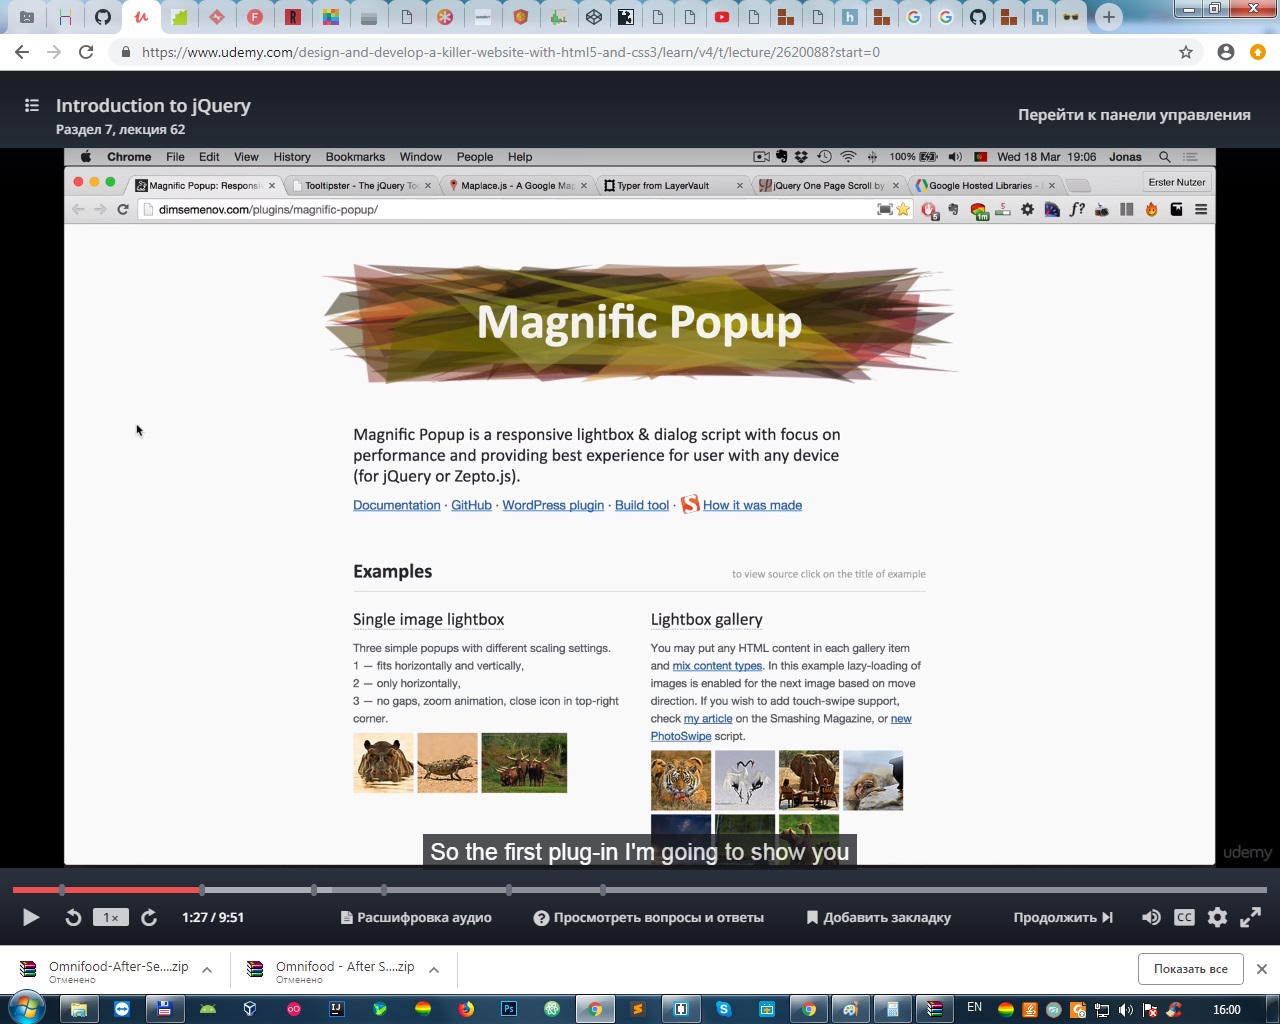 https://www.udemy.com/design-and-develop-a-killer-website-with-html5-and-css3/learn/v4/t/lecture/2620088?start=0
Introduction to jQuery
Раздел 7, лекция 62
Перейти к панели управления
Chrome File Edit View History Bookmarks Window People Help
100% Wed 18 Mar 19:06 Jonas
Magnific Popup: Responsi
Tooltipster - The jQuery To
Maplace.js - A Google Ma
Typer from LayerVault
jQuery One Page Scroll by
Google Hosted Libraries -
Erster Nutzer
dimsemenov.com/plugins/magnific-popup/
Magnific Popup
Magnific Popup is a responsive lightbox & dialog script with focus on
performance and providing best experience for user with any device
(for jQuery or Zepto.js).
Documentation · GitHub · WordPress plugin · Build tool · How it was made
Examples
to view source click on the title of example
Single image lightbox
Three simple popups with different scaling settings.
1 — fits horizontally and vertically,
2 — only horizontally,
3 — no gaps, zoom animation, close icon in top-right
corner.
Lightbox gallery
You may put any HTML content in each gallery item
and mix content types. In this example lazy-loading of
images is enabled for the next image based on move
direction. If you wish to add touch-swipe support,
check my article on the Smashing Magazine, or new
PhotoSwipe script.
So the first plug-in I'm going to show you
udemy
1× 1:27 / 9:51 Расшифровка аудио Просмотреть вопросы и ответы Добавить закладку Продолжить CC
Omnifood-After-Se....zip
Отменено
Omnifood - After S....zip
Отменено
Показать все
EN 16:00